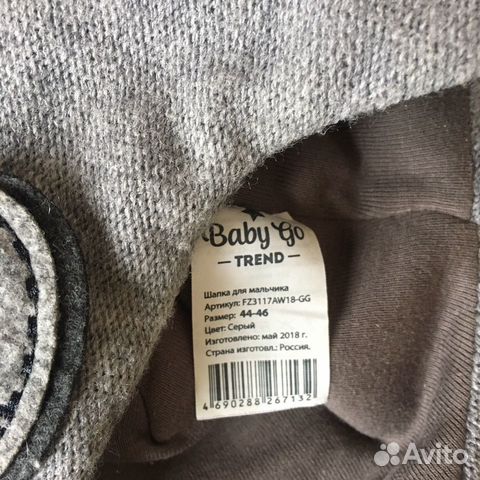 Baby Go
— TREND —
Шапка для мальчика
Артикул: FZ3117AW18-GG
Размер: 44-46
Цвет: Серый
Изготовлено: май 2018 г.
Страна изготовл.: Россия.
4 690288 267132
Avito